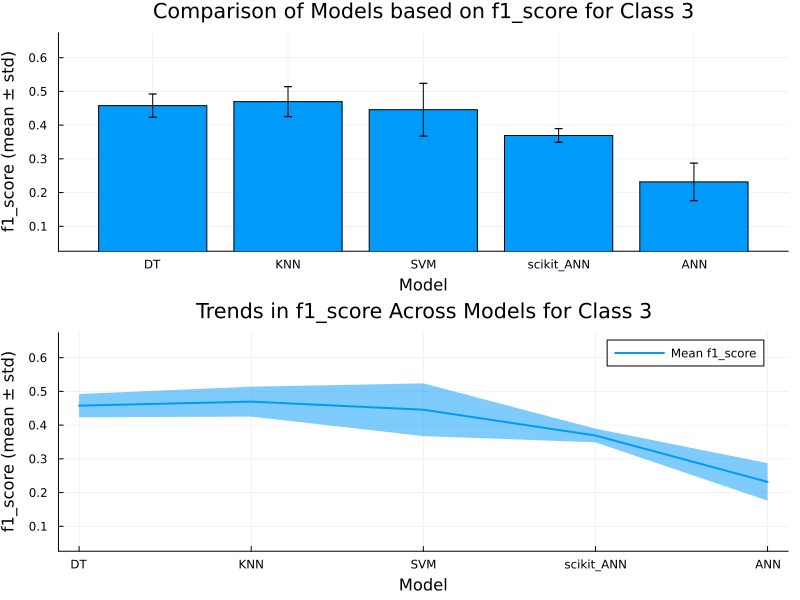 Comparison of Models based on f1_score for Class 3
f1_score (mean ± std)
0.6
0.5
0.4
0.3
0.2
0.1
DT KNN SVM scikit_ANN ANN
Model
Trends in f1_score Across Models for Class 3
f1_score (mean ± std)
Mean f1_score
0.6
0.5
0.4
0.3
0.2
0.1
DT KNN SVM scikit_ANN ANN
Model